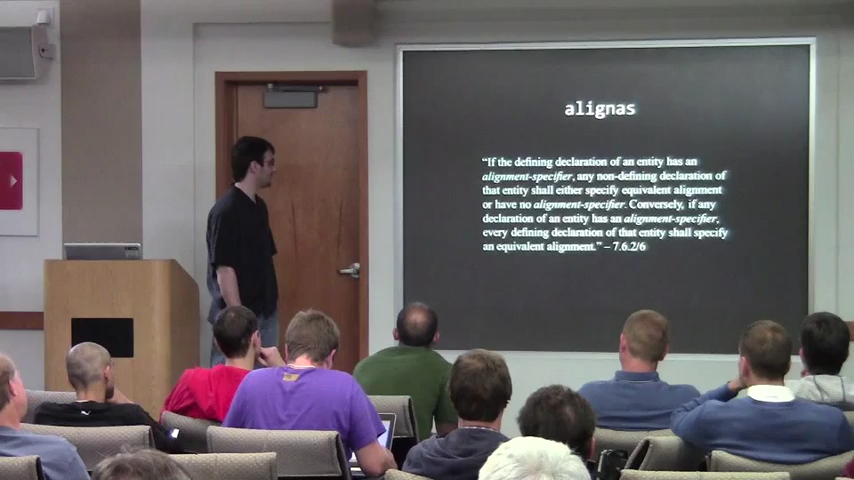 alignas
“If the defining declaration of an entity has an
alignment-specifier, any non-defining declaration of
that entity shall either specify equivalent alignment
or have no alignment-specifier. Conversely, if any
declaration of an entity has an alignment-specifier,
every defining declaration of that entity shall specify
an equivalent alignment.” – 7.6.2/6